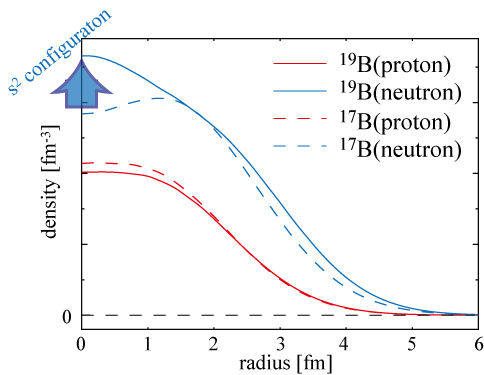 s² configuraton
¹⁹B(proton)
¹⁹B(neutron)
¹⁷B(proton)
¹⁷B(neutron)
density [fm⁻³]
0
0 1 2 3 4 5 6
radius [fm]